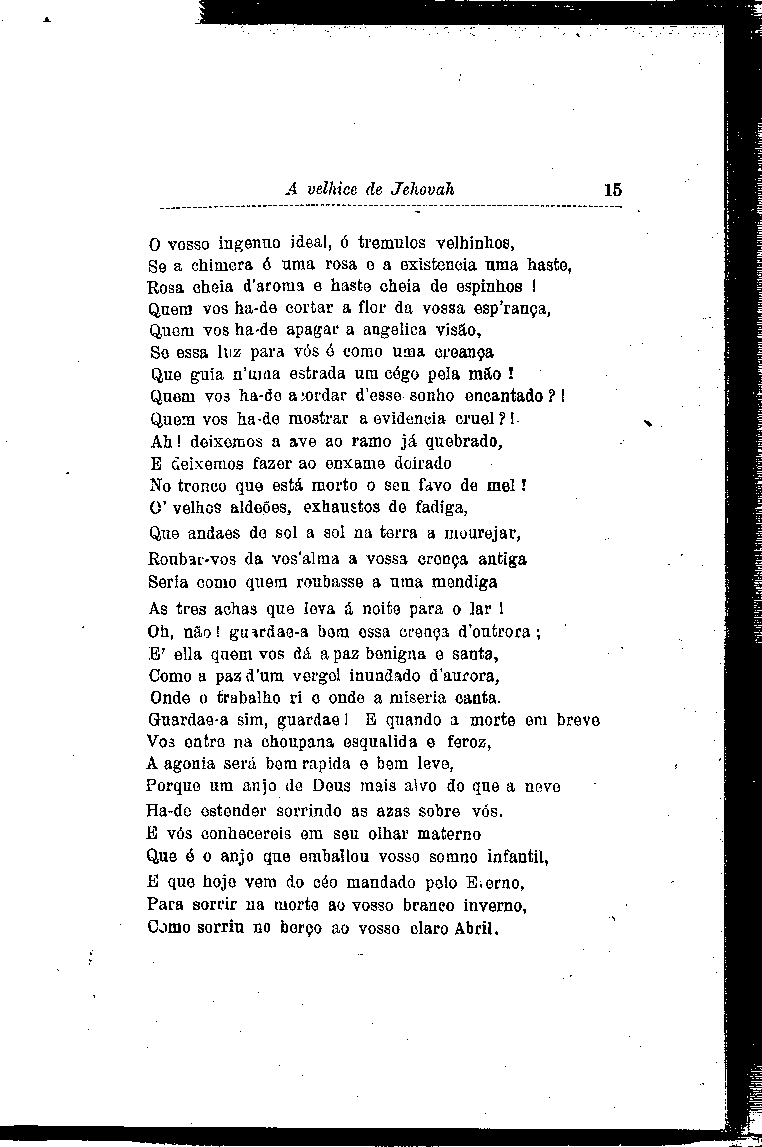 A velhice de Jehovah 15
O vosso ingenuo ideal, ó tremulos velhinhos,
Se a chimera é uma rosa e a existencia uma haste,
Rosa cheia d'aroma e haste cheia de espinhos !
Quem vos ha-de cortar a flor da vossa esp'rança,
Quem vos ha-de apagar a angelica visão,
Se essa luz para vós é como uma creança
Que guia n'uma estrada um cégo pela mão !
Quem vos ha-de acordar d'esse sonho encantado ? !
Quem vos ha-de mostrar a evidencia cruel ? !
Ah ! deixemos a ave ao ramo já quebrado,
E deixemos fazer ao enxame doirado
No tronco que está morto o seu favo de mel !
O' velhos aldeões, exhaustos de fadiga,
Que andaes de sol a sol na terra a mourejar,
Roubar-vos da vos'alma a vossa crença antiga
Seria como quem roubasse a uma mendiga
As tres achas que leva á noite para o lar !
Oh, não ! guardae-a bem essa crença d'outrora ;
E' ella quem vos dá a paz benigna e santa,
Como a paz d'um vergel inundado d'aurora,
Onde o trabalho ri e onde a miseria canta.
Guardae-a sim, guardae ! E quando a morte em breve
Vos entre na choupana esqualida e feroz,
A agonia será bem rapida e bem leve,
Porque um anjo de Deus mais alvo do que a neve
Ha-de estender sorrindo as azas sobre vós.
E vós conhecereis em seu olhar materno
Que é o anjo que emballou vosso somno infantil,
E que hoje vem do céo mandado pelo Eterno,
Para sorrir na morte ao vosso branco inverno,
Como sorriu no berço ao vosso claro Abril.